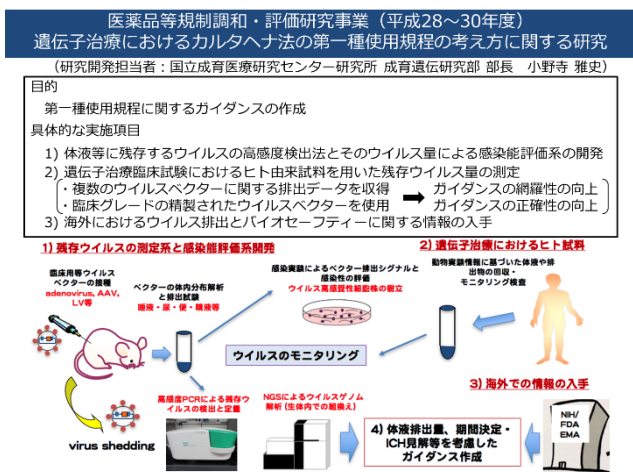 医薬品等規制調和・評価研究事業（平成28～30年度）
遺伝子治療におけるカルタヘナ法の第一種使用規程の考え方に関する研究
（研究開発担当者：国立成育医療研究センター研究所 成育遺伝研究部 部長　小野寺 雅史）
目的
第一種使用規程に関するガイダンスの作成
具体的な実施項目
1) 体液等に残存するウイルスの高感度検出法とそのウイルス量による感染能評価系の開発
2) 遺伝子治療臨床試験におけるヒト由来試料を用いた残存ウイルス量の測定
・複数のウイルスベクターに関する排出データを取得
ガイダンスの網羅性の向上
・臨床グレードの精製されたウイルスベクターを使用
ガイダンスの正確性の向上
3) 海外におけるウイルス排出とバイオセーフティーに関する情報の入手
1) 残存ウイルスの測定系と感染能評価系開発
臨床用等ウイルス
ベクターの接種
adenovirus, AAV,
LV等
ベクターの体内分布解析
と排出試験
唾液・尿・便・精液等
感染実験によるベクター排出シグナルと
感染性の評価
ウイルス高感受性細胞株の樹立
2) 遺伝子治療におけるヒト試料
動物実験情報に基づいた体液や排
出物の回収・
モニタリング検査
ウイルスのモニタリング
virus shedding
高感度PCRによる残存ウ
イルスの検出と定量
NGSによるウイルスゲノム
解析 (生体内での組換え)
3) 海外での情報の入手
NIH/
FDA
EMA
4) 体液排出量、期間決定・
ICH見解等を考慮した
ガイダンス作成